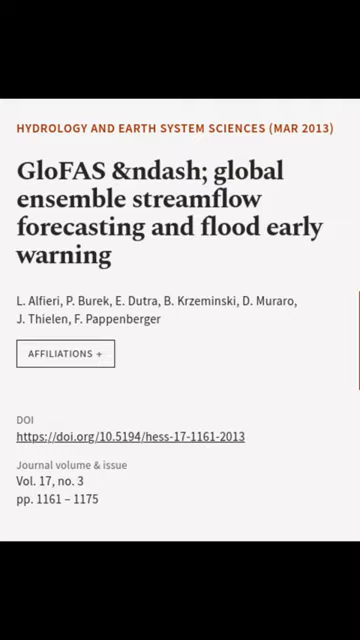 HYDROLOGY AND EARTH SYSTEM SCIENCES (MAR 2013)
GloFAS &ndash; global
ensemble streamflow
forecasting and flood early
warning
L. Alfieri, P. Burek, E. Dutra, B. Krzeminski, D. Muraro,
J. Thielen, F. Pappenberger
AFFILIATIONS +
DOI
https://doi.org/10.5194/hess-17-1161-2013
Journal volume & issue
Vol. 17, no. 3
pp. 1161 – 1175